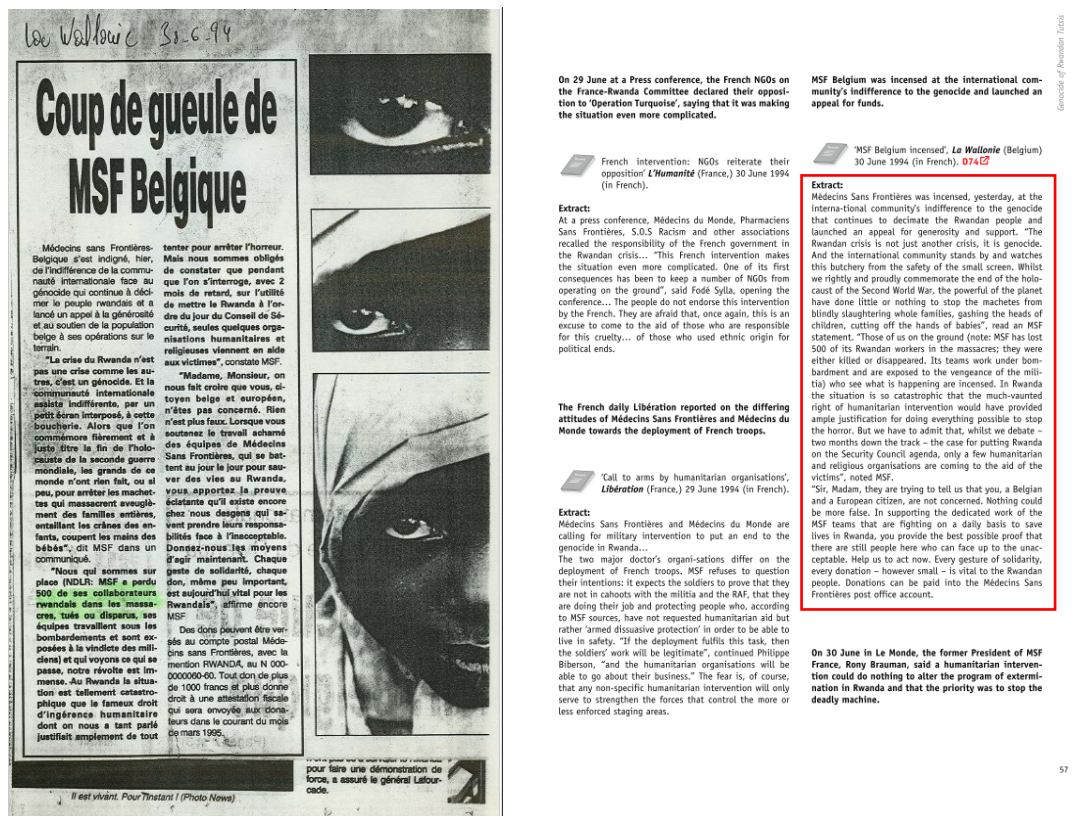 La Wallonie 30-6-94
Coup de gueule de
MSF Belgique
Médecins sans Frontières-
Belgique s'est indigné, hier,
de l'indifférence de la commu-
nauté internationale face au
génocide qui continue à déci-
mer le peuple rwandais et a
lancé un appel à la générosité
et au soutien de la population
belge à ses opérations sur le
terrain.
"La crise du Rwanda n'est
pas une crise comme les au-
tres, c'est un génocide. Et la
communauté internationale
assiste indifférente, par un
petit écran interposé, à cette
boucherie. Alors que l'on
commémore fièrement et à
juste titre la fin de l'holo-
causte de la seconde guerre
mondiale, les grands de ce
monde n'ont rien fait, ou si
peu, pour arrêter les machet-
tes qui massacrent aveuglé-
ment des familles entières,
entaillant les crânes des en-
fants, coupent les mains des
bébés", dit MSF dans un
communiqué.
"Nous qui sommes sur
place (NDLR: MSF a perdu
500 de ses collaborateurs
rwandais dans les massa-
cres, tués ou disparus, ses
équipes travaillent sous les
bombardements et sont ex-
posées à la vindicte des mili-
ciens) et qui voyons ce qui se
passe, notre révolte est im-
mense. Au Rwanda la situa-
tion est tellement catastro-
phique que le fameux droit
d'ingérence humanitaire
dont on nous a tant parlé
justifiait amplement de tout
tenter pour arrêter l'horreur.
Mais nous sommes obligés
de constater que pendant
que l'on s'interroge, avec 2
mois de retard, sur l'utilité
de mettre le Rwanda à l'or-
dre du jour du Conseil de Sé-
curité, seules quelques orga-
nisations humanitaires et
religieuses viennent en aide
aux victimes", constate MSF.
"Madame, Monsieur, on
nous fait croire que vous, ci-
toyen belge et européen,
n'êtes pas concerné. Rien
n'est plus faux. Lorsque vous
soutenez le travail acharné
des équipes de Médecins
Sans Frontières, qui se bat-
tent au jour le jour pour sau-
ver des vies au Rwanda,
vous apportez la preuve
éclatante qu'il existe encore
chez nous desgens qui sa-
vent prendre leurs responsa-
bilités face à l'inacceptable.
Donnez-nous les moyens
d'agir maintenant. Chaque
geste de solidarité, chaque
don, même peu important,
est aujourd'hui vital pour les
Rwandais", affirme encore
MSF
Des dons peuvent être ver-
sés au compte postal Méde-
cins sans Frontières, avec la
mention RWANDA, au N 000-
0000060-60. Tout don de plus
de 1000 francs et plus donne
droit à une attestation fiscale
qui sera envoyée aux dona-
teurs dans le courant du mois
de mars 1995.
pour faire une démonstration de
force, a assuré le général Lafour-
cade.
Il est vivant. Pour l'instant ! (Photo News)
On 29 June at a Press conference, the French NGOs on
the France-Rwanda Committee declared their opposi-
tion to 'Operation Turquoise', saying that it was making
the situation even more complicated.
French intervention: NGOs reiterate their
opposition' L'Humanité (France,) 30 June 1994
(in French).
Extract:
At a press conference, Médecins du Monde, Pharmaciens
Sans Frontières, S.O.S Racism and other associations
recalled the responsibility of the French government in
the Rwandan crisis... "This French intervention makes
the situation even more complicated. One of its first
consequences has been to keep a number of NGOs from
operating on the ground", said Fodé Sylla, opening the
conference... The people do not endorse this intervention
by the French. They are afraid that, once again, this is an
excuse to come to the aid of those who are responsible
for this cruelty... of those who used ethnic origin for
political ends.
The French daily Libération reported on the differing
attitudes of Médecins Sans Frontières and Médecins du
Monde towards the deployment of French troops.
'Call to arms by humanitarian organisations',
Libération (France,) 29 June 1994 (in French).
Extract:
Médecins Sans Frontières and Médecins du Monde are
calling for military intervention to put an end to the
genocide in Rwanda...
The two major doctor's organi-sations differ on the
deployment of French troops. MSF refuses to question
their intentions: it expects the soldiers to prove that they
are not in cahoots with the militia and the RAF, that they
are doing their job and protecting people who, according
to MSF sources, have not requested humanitarian aid but
rather 'armed dissuasive protection' in order to be able to
live in safety. "If the deployment fulfils this task, then
the soldiers' work will be legitimate", continued Philippe
Biberson, "and the humanitarian organisations will be
able to go about their business." The fear is, of course,
that any non-specific humanitarian intervention will only
serve to strengthen the forces that control the more or
less enforced staging areas.
MSF Belgium was incensed at the international com-
munity's indifference to the genocide and launched an
appeal for funds.
'MSF Belgium incensed', La Wallonie (Belgium)
30 June 1994 (in French). D74
Extract:
Médecins Sans Frontières was incensed, yesterday, at the
interna-tional community's indifference to the genocide
that continues to decimate the Rwandan people and
launched an appeal for generosity and support. "The
Rwandan crisis is not just another crisis, it is genocide.
And the international community stands by and watches
this butchery from the safety of the small screen. Whilst
we rightly and proudly commemorate the end of the holo-
caust of the Second World War, the powerful of the planet
have done little or nothing to stop the machetes from
blindly slaughtering whole families, gashing the heads of
children, cutting off the hands of babies", read an MSF
statement. "Those of us on the ground (note: MSF has lost
500 of its Rwandan workers in the massacres; they were
either killed or disappeared. Its teams work under bom-
bardment and are exposed to the vengeance of the mili-
tia) who see what is happening are incensed. In Rwanda
the situation is so catastrophic that the much-vaunted
right of humanitarian intervention would have provided
ample justification for doing everything possible to stop
the horror. But we have to admit that, whilst we debate –
two months down the track – the case for putting Rwanda
on the Security Council agenda, only a few humanitarian
and religious organisations are coming to the aid of the
victims", noted MSF.
"Sir, Madam, they are trying to tell us that you, a Belgian
and a European citizen, are not concerned. Nothing could
be more false. In supporting the dedicated work of the
MSF teams that are fighting on a daily basis to save
lives in Rwanda, you provide the best possible proof that
there are still people here who can face up to the unac-
ceptable. Help us to act now. Every gesture of solidarity,
every donation – however small – is vital to the Rwandan
people. Donations can be paid into the Médecins Sans
Frontières post office account.
On 30 June in Le Monde, the former President of MSF
France, Rony Brauman, said a humanitarian interven-
tion could do nothing to alter the program of extermi-
nation in Rwanda and that the priority was to stop the
deadly machine.
Genocide of Rwandan Tutsis
57